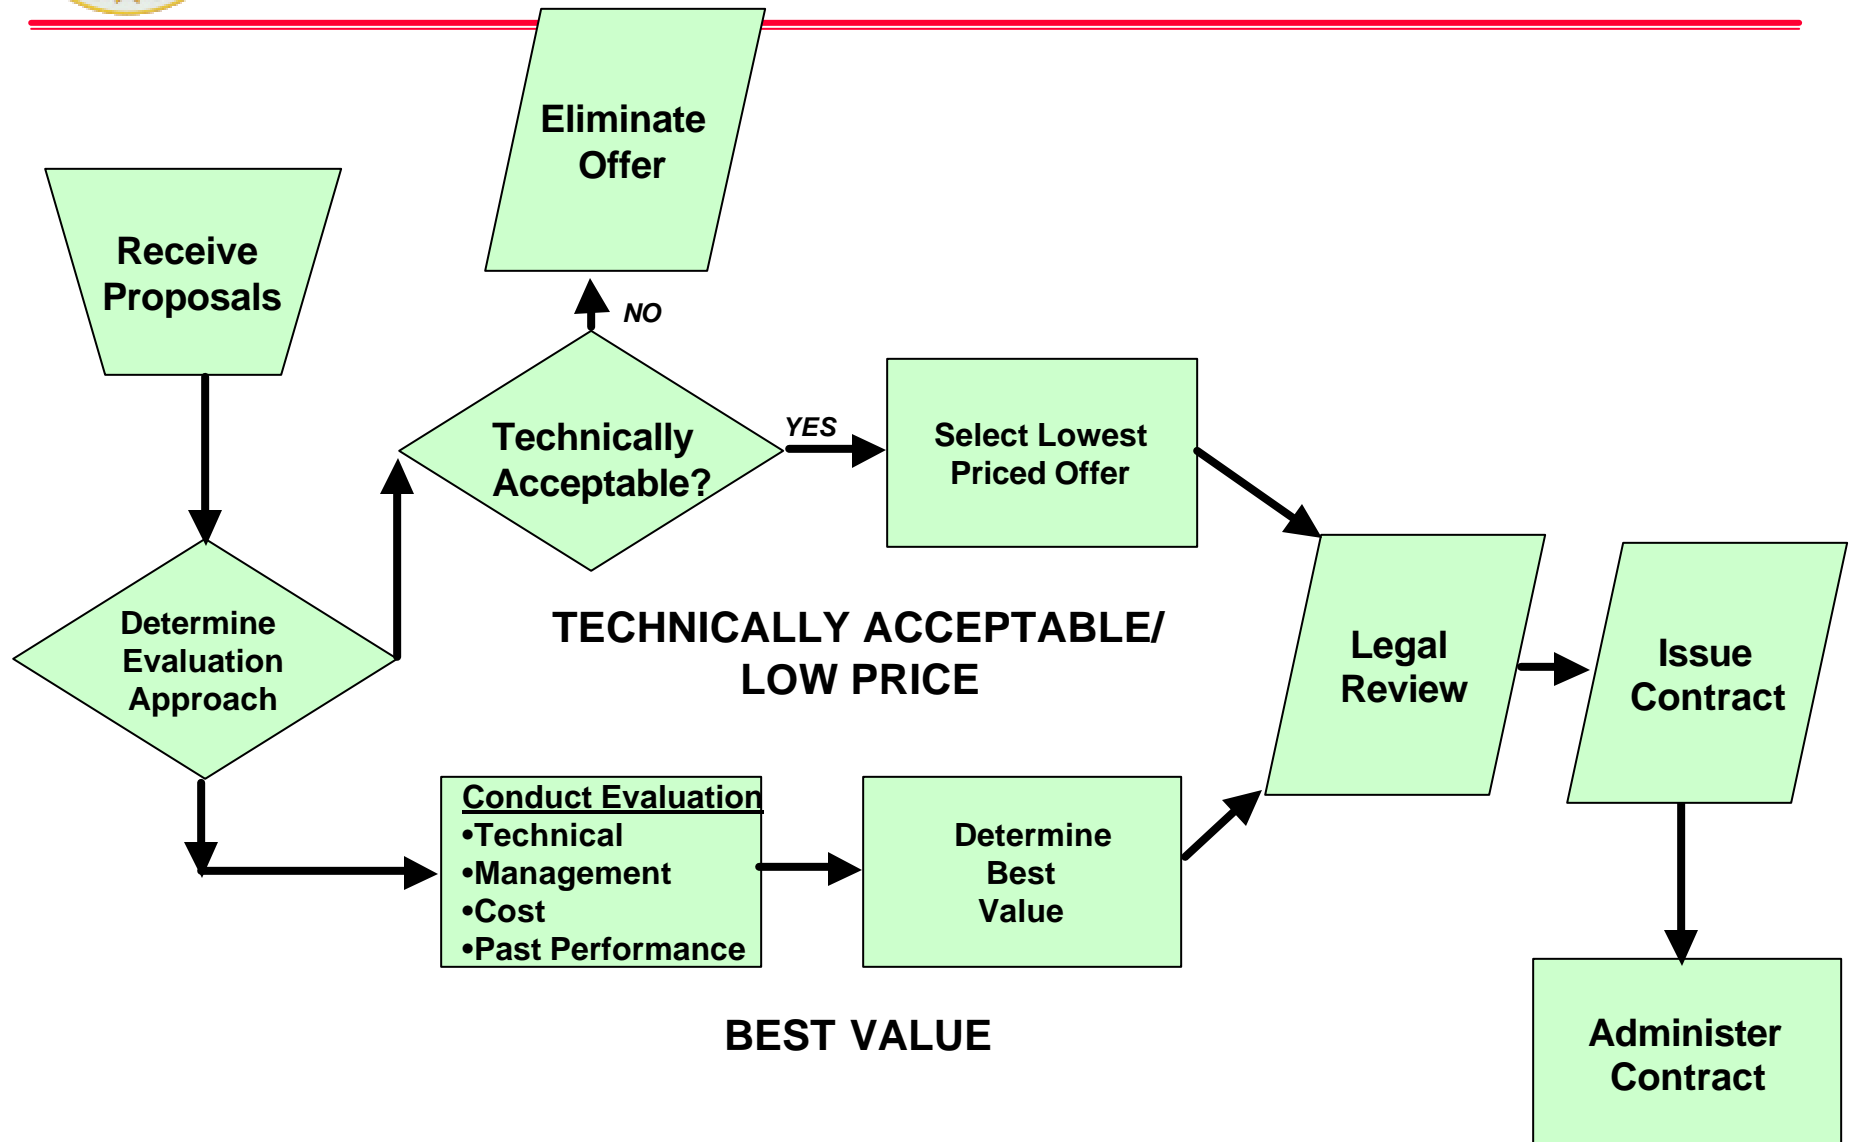 Eliminate
Offer
Receive
Proposals
NO
Technically
Acceptable?
YES
Select Lowest
Priced Offer
Determine
Evaluation
Approach
TECHNICALLY ACCEPTABLE/
LOW PRICE
Legal
Review
Issue
Contract
Conduct Evaluation
•Technical
•Management
•Cost
•Past Performance
Determine
Best
Value
BEST VALUE
Administer
Contract